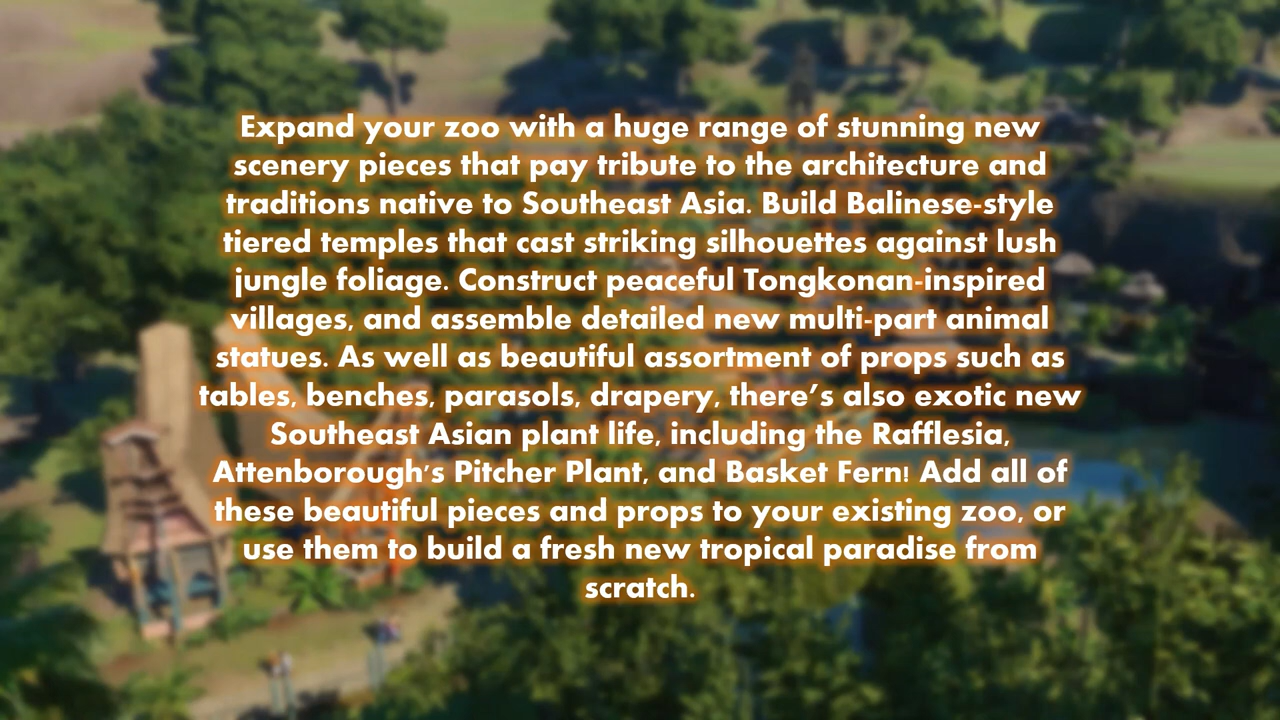 Expand your zoo with a huge range of stunning new
scenery pieces that pay tribute to the architecture and
traditions native to Southeast Asia. Build Balinese-style
tiered temples that cast striking silhouettes against lush
jungle foliage. Construct peaceful Tongkonan-inspired
villages, and assemble detailed new multi-part animal
statues. As well as beautiful assortment of props such as
tables, benches, parasols, drapery, there’s also exotic new
Southeast Asian plant life, including the Rafflesia,
Attenborough's Pitcher Plant, and Basket Fern! Add all of
these beautiful pieces and props to your existing zoo, or
use them to build a fresh new tropical paradise from
scratch.